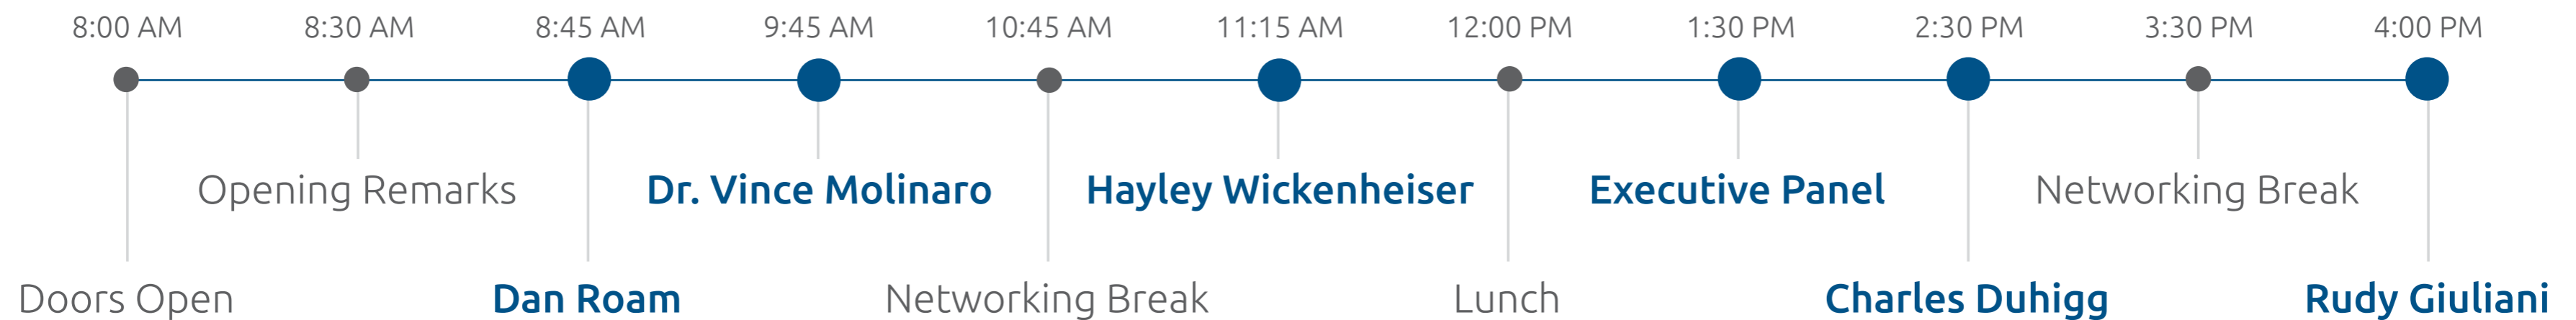 8:00 AM 8:30 AM 8:45 AM 9:45 AM 10:45 AM 11:15 AM 12:00 PM 1:30 PM 2:30 PM 3:30 PM 4:00 PM
Opening Remarks Dr. Vince Molinaro Hayley Wickenheiser Executive Panel Networking Break
Doors Open Dan Roam Networking Break Lunch Charles Duhigg Rudy Giuliani